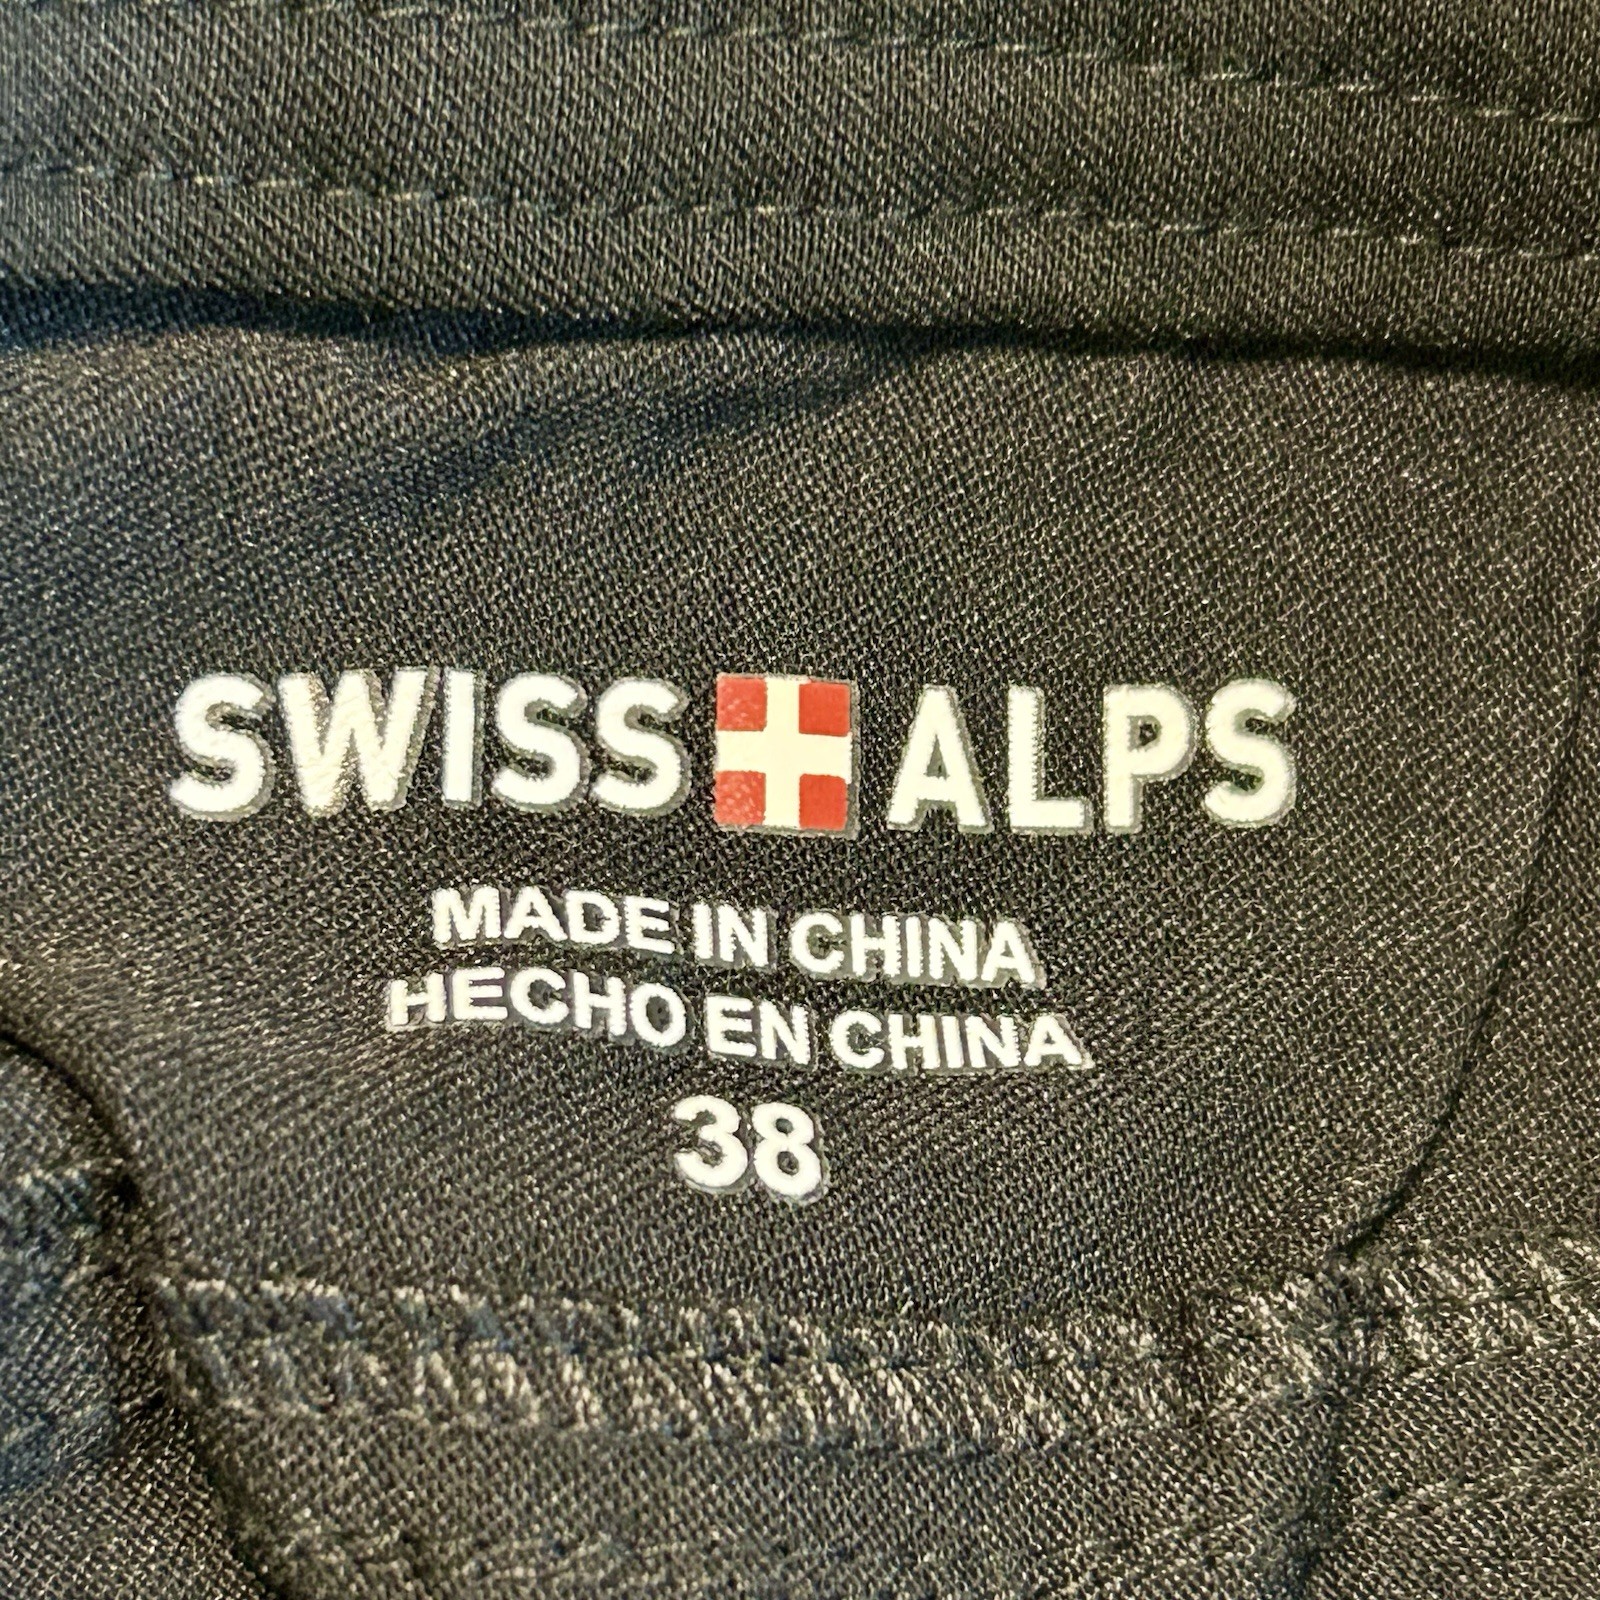 SWISS ALPS
MADE IN CHINA
HECHO EN CHINA
38